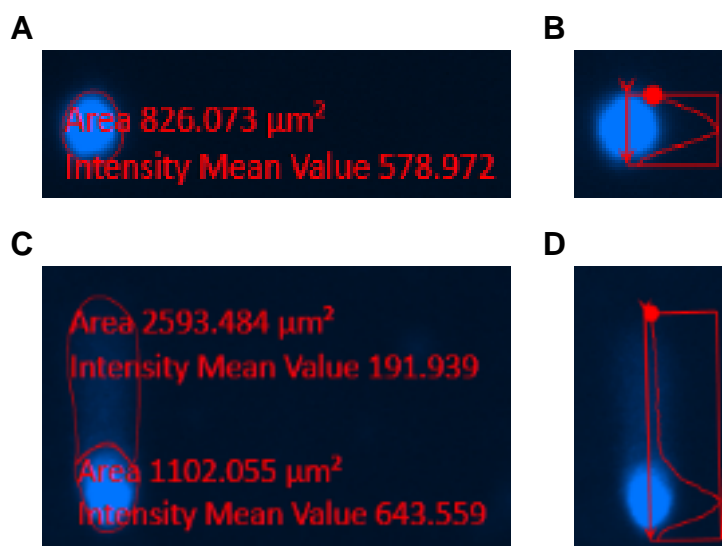 A
B
Area 826.073 µm²
Intensity Mean Value 578.972
C
D
Area 2593.484 µm²
Intensity Mean Value 191.939
Area 1102.055 µm²
Intensity Mean Value 643.559